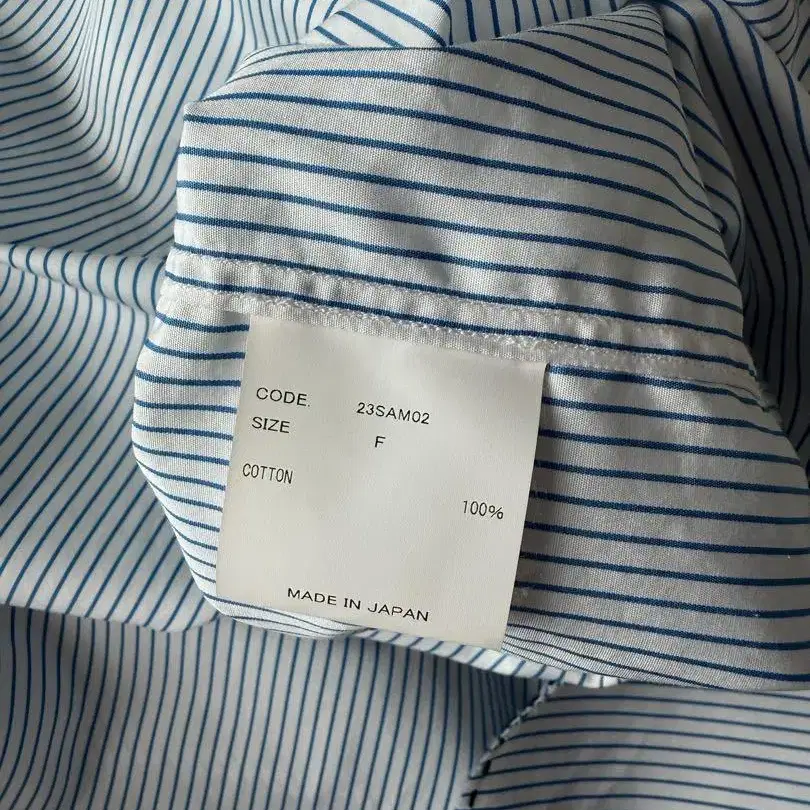 CODE. 23SAM02
SIZE F
COTTON
100%
MADE IN JAPAN